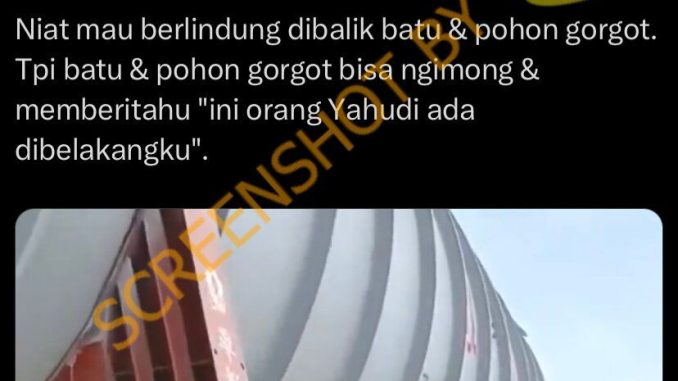 Niat mau berlindung dibalik batu & pohon gorgot.
Tpi batu & pohon gorgot bisa ngimong &
memberitahu "ini orang Yahudi ada
dibelakangku".
SCREENSHOT BY